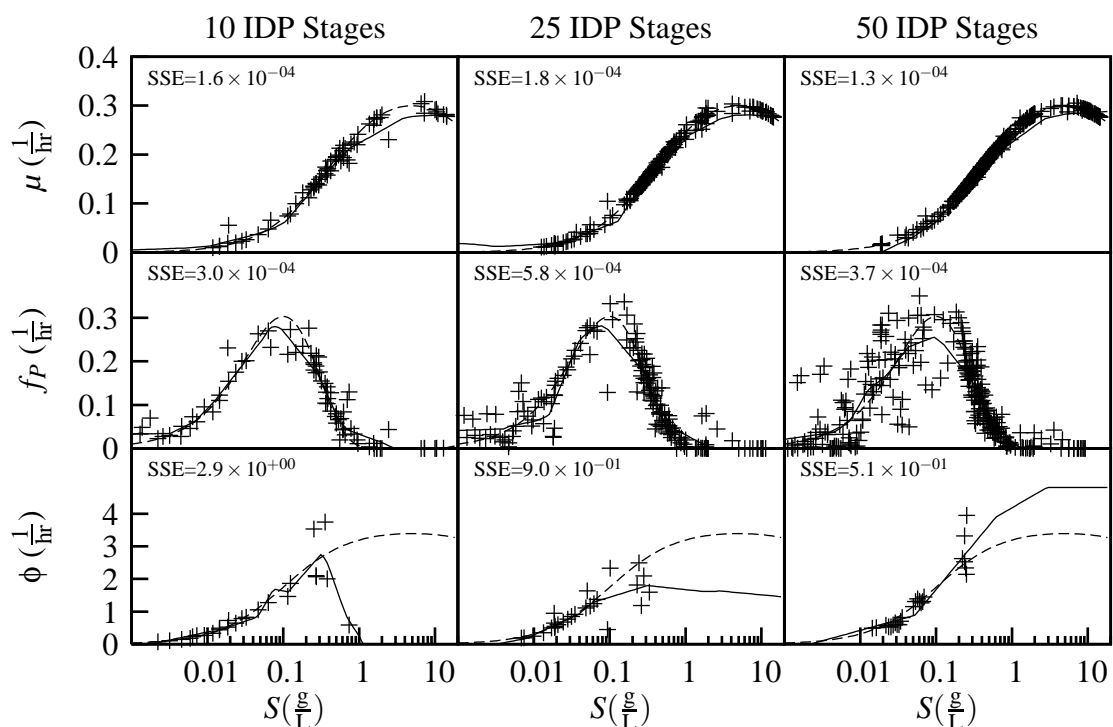 10 IDP Stages 25 IDP Stages 50 IDP Stages
SSE=1.6 × 10⁻⁰⁴ SSE=1.8 × 10⁻⁰⁴ SSE=1.3 × 10⁻⁰⁴
0.4
0.3
0.2
0.1
0
μ (1/hr)
SSE=3.0 × 10⁻⁰⁴ SSE=5.8 × 10⁻⁰⁴ SSE=3.7 × 10⁻⁰⁴
0.3
0.2
0.1
0
f_P (1/hr)
SSE=2.9 × 10⁺⁰⁰ SSE=9.0 × 10⁻⁰¹ SSE=5.1 × 10⁻⁰¹
4
3
2
1
0
ϕ (1/hr)
0.01 0.1 1 10 0.01 0.1 1 10 0.01 0.1 1 10
S(g/L) S(g/L) S(g/L)